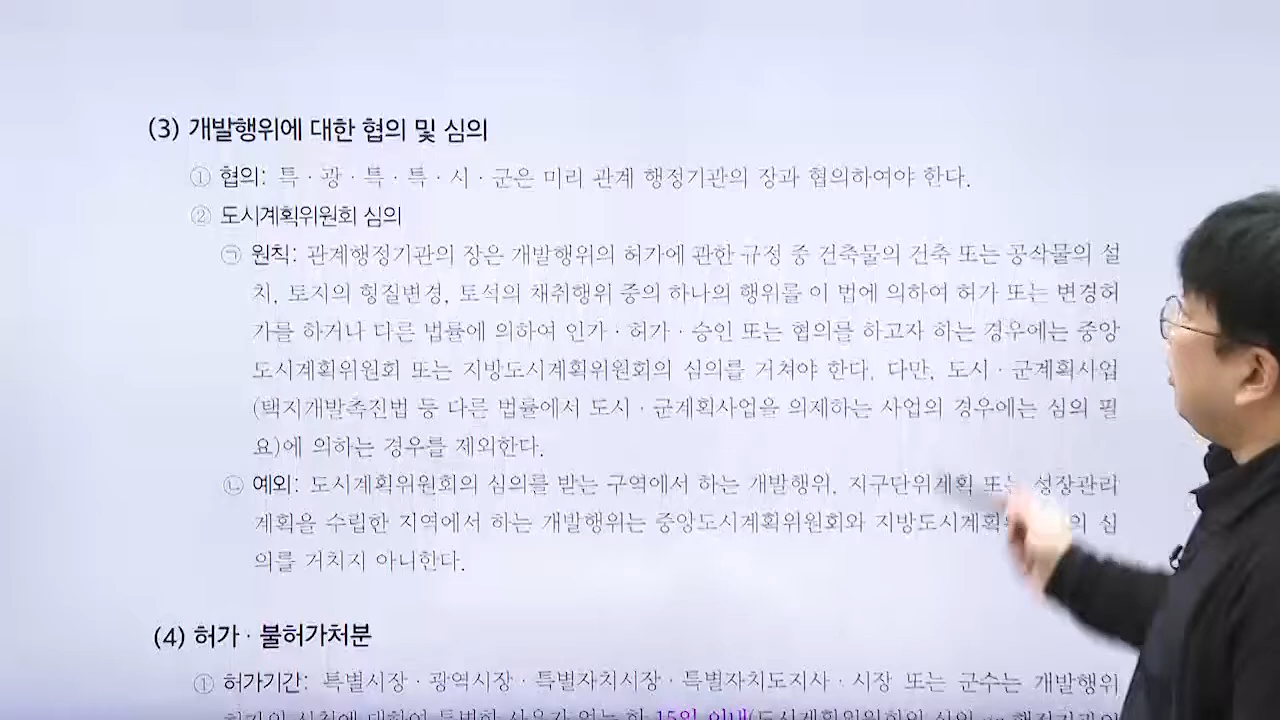 (3) 개발행위에 대한 협의 및 심의
① 협의: 특·광·특·특·시·군은 미리 관계 행정기관의 장과 협의하여야 한다.
② 도시계획위원회 심의
㉠ 원칙: 관계행정기관의 장은 개발행위의 허가에 관한 규정 중 건축물의 건축 또는 공작물의 설
치, 토지의 형질변경, 토석의 채취행위 중의 하나의 행위를 이 법에 의하여 허가 또는 변경허
가를 하거나 다른 법률에 의하여 인가·허가·승인 또는 협의를 하고자 하는 경우에는 중앙
도시계획위원회 또는 지방도시계획위원회의 심의를 거쳐야 한다. 다만, 도시·군계획사업
(택지개발촉진법 등 다른 법률에서 도시·군계획사업을 의제하는 사업의 경우에는 심의 필
요)에 의하는 경우를 제외한다.
㉡ 예외: 도시계획위원회의 심의를 받는 구역에서 하는 개발행위, 지구단위계획 또는 성장관리
계획을 수립한 지역에서 하는 개발행위는 중앙도시계획위원회와 심
의를 거치지 아니한다.
(4) 허가·불허가처분
① 허가기간: 특별시장·광역시장·특별자치시장·특별자치도지사·시장 또는 군수는 개발행위
15일 이내